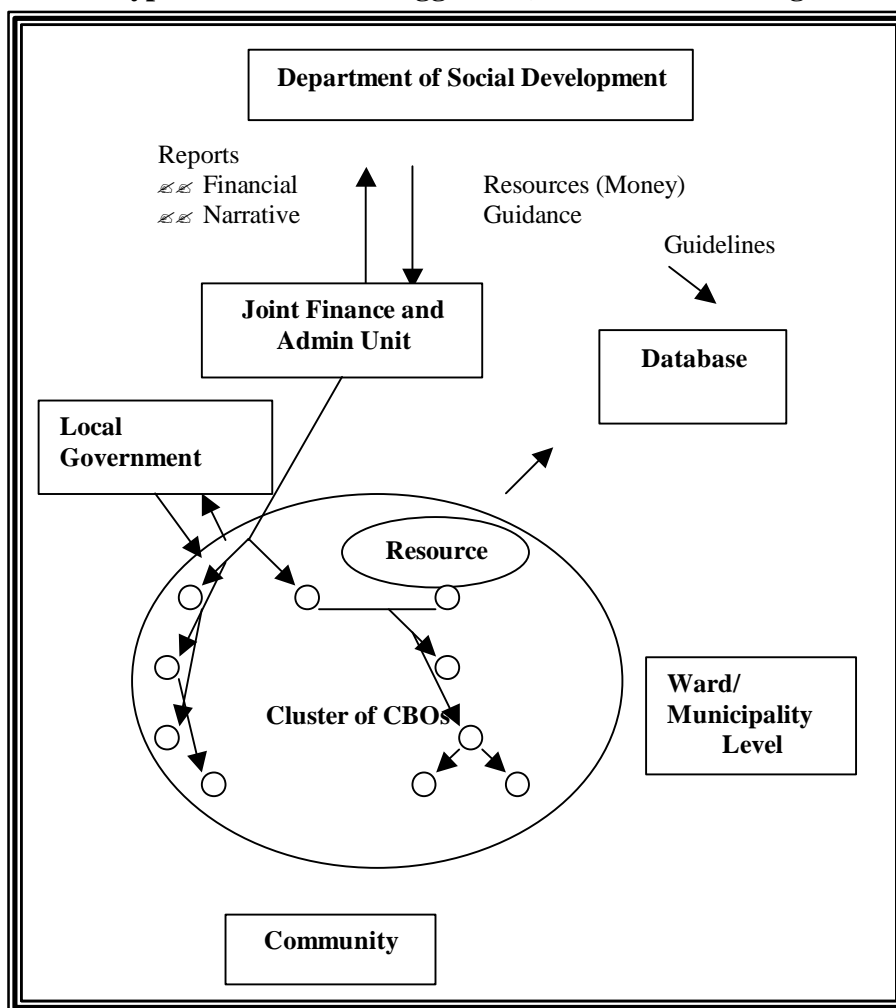 Department of Social Development
Reports
Financial
Narrative
Resources (Money)
Guidance
Guidelines
Joint Finance and
Admin Unit
Database
Local
Government
Resource
Cluster of CBOs
Ward/
Municipality
Level
Community